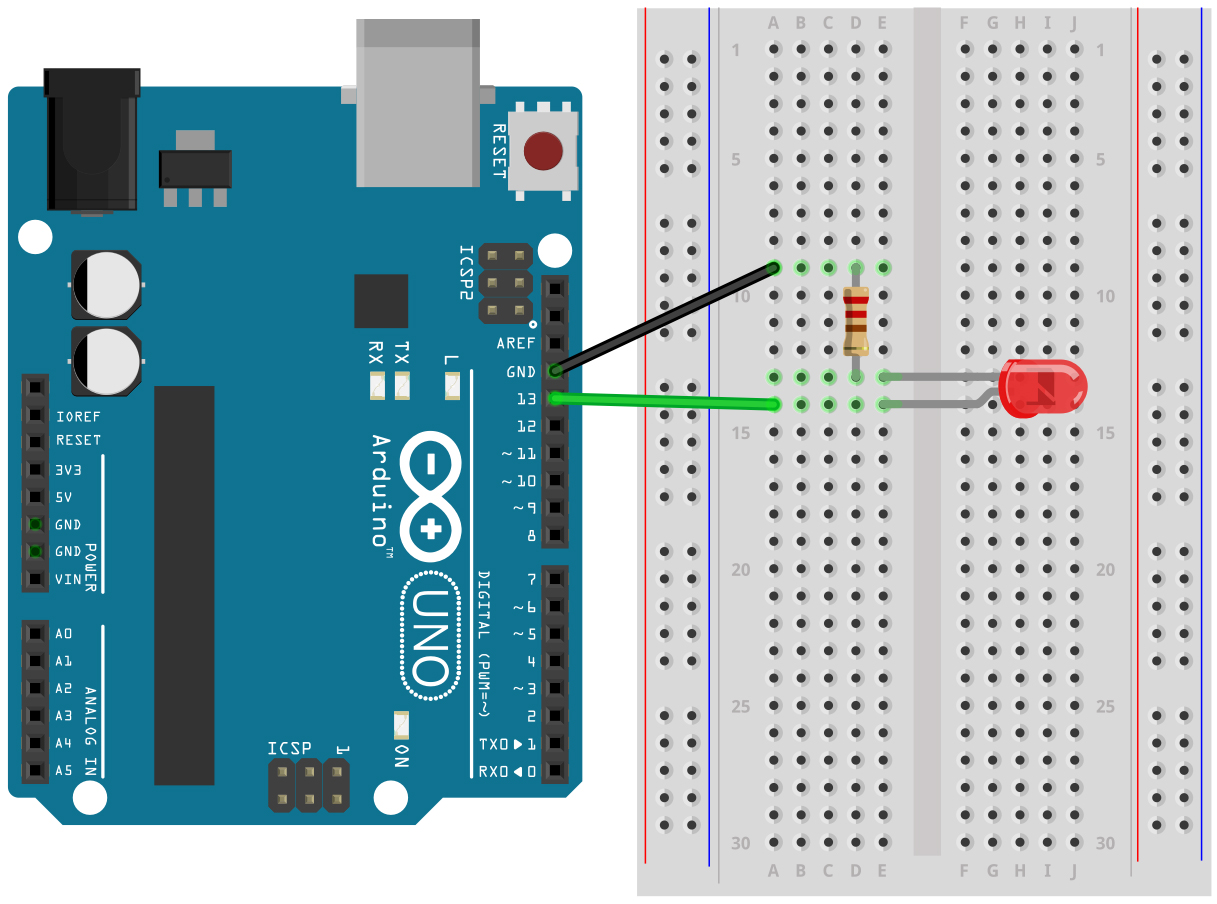 A B C D E F G H I J
1 1
5 5
10 10
15 15
20 20
25 25
30 30
A B C D E F G H I J
RESET
ICSP2
AREF
GND
13
12
~11
~10
~9
8
7
~6
~5
4
~3
2
TX0▶1
RX0◀0
DIGITAL (PWM=~)
RX
TX
L
Arduino™
UNO
ON
ICSP
1
IOREF
RESET
3V3
5V
GND
GND
VIN
POWER
A0
A1
A2
A3
A4
A5
ANALOG IN